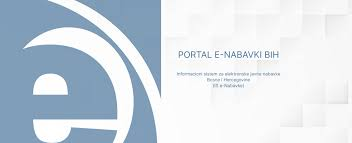 e
PORTAL E-NABAVKI BIH
Informacioni sistem za elektronske javne nabavke
Bosne i Hercegovine
(IS e-Nabavke)